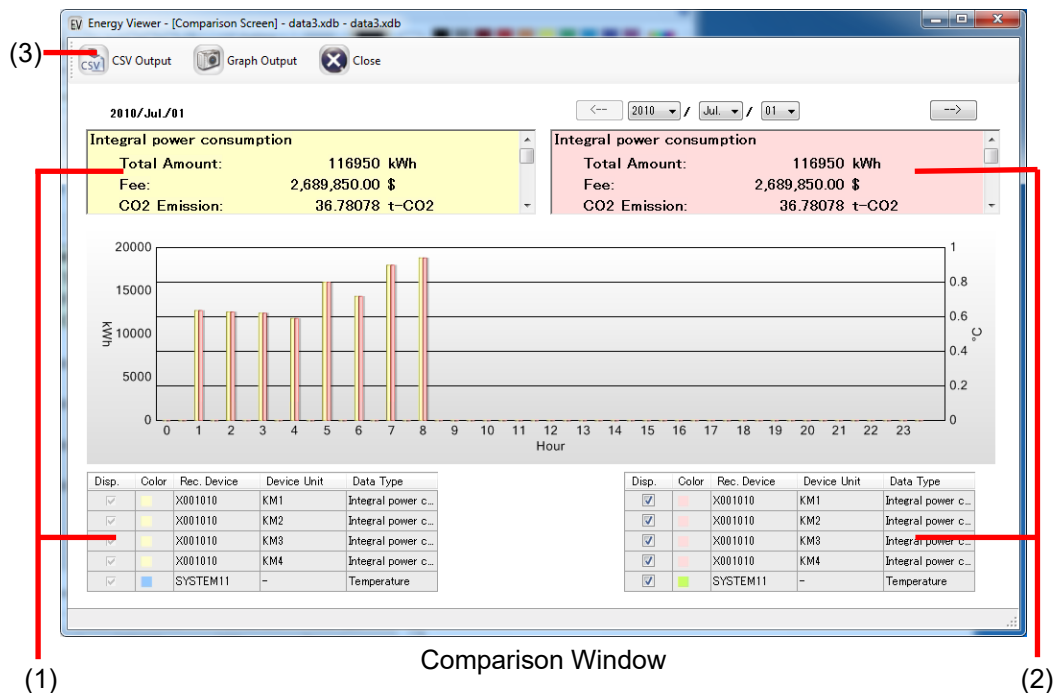 EV Energy Viewer - [Comparison Screen] - data3.xdb - data3.xdb
(3)
CSV CSV Output Graph Output Close
2010/Jul./01
<-- 2010 / Jul. / 01 -->
Integral power consumption
Total Amount: 116950 kWh
Fee: 2,689,850.00 $
CO2 Emission: 36.78078 t-CO2
Integral power consumption
Total Amount: 116950 kWh
Fee: 2,689,850.00 $
CO2 Emission: 36.78078 t-CO2
20000
15000
10000
5000
0
kWh
1
0.8
0.6
0.4
0.2
0
°C
0 1 2 3 4 5 6 7 8 9 10 11 12 13 14 15 16 17 18 19 20 21 22 23
Hour
Disp. Color Rec. Device Device Unit Data Type
X001010 KM1 Integral power c...
X001010 KM2 Integral power c...
X001010 KM3 Integral power c...
X001010 KM4 Integral power c...
SYSTEM11 - Temperature
Disp. Color Rec. Device Device Unit Data Type
X001010 KM1 Integral power c...
X001010 KM2 Integral power c...
X001010 KM3 Integral power c...
X001010 KM4 Integral power c...
SYSTEM11 - Temperature
Comparison Window
(1)
(2)